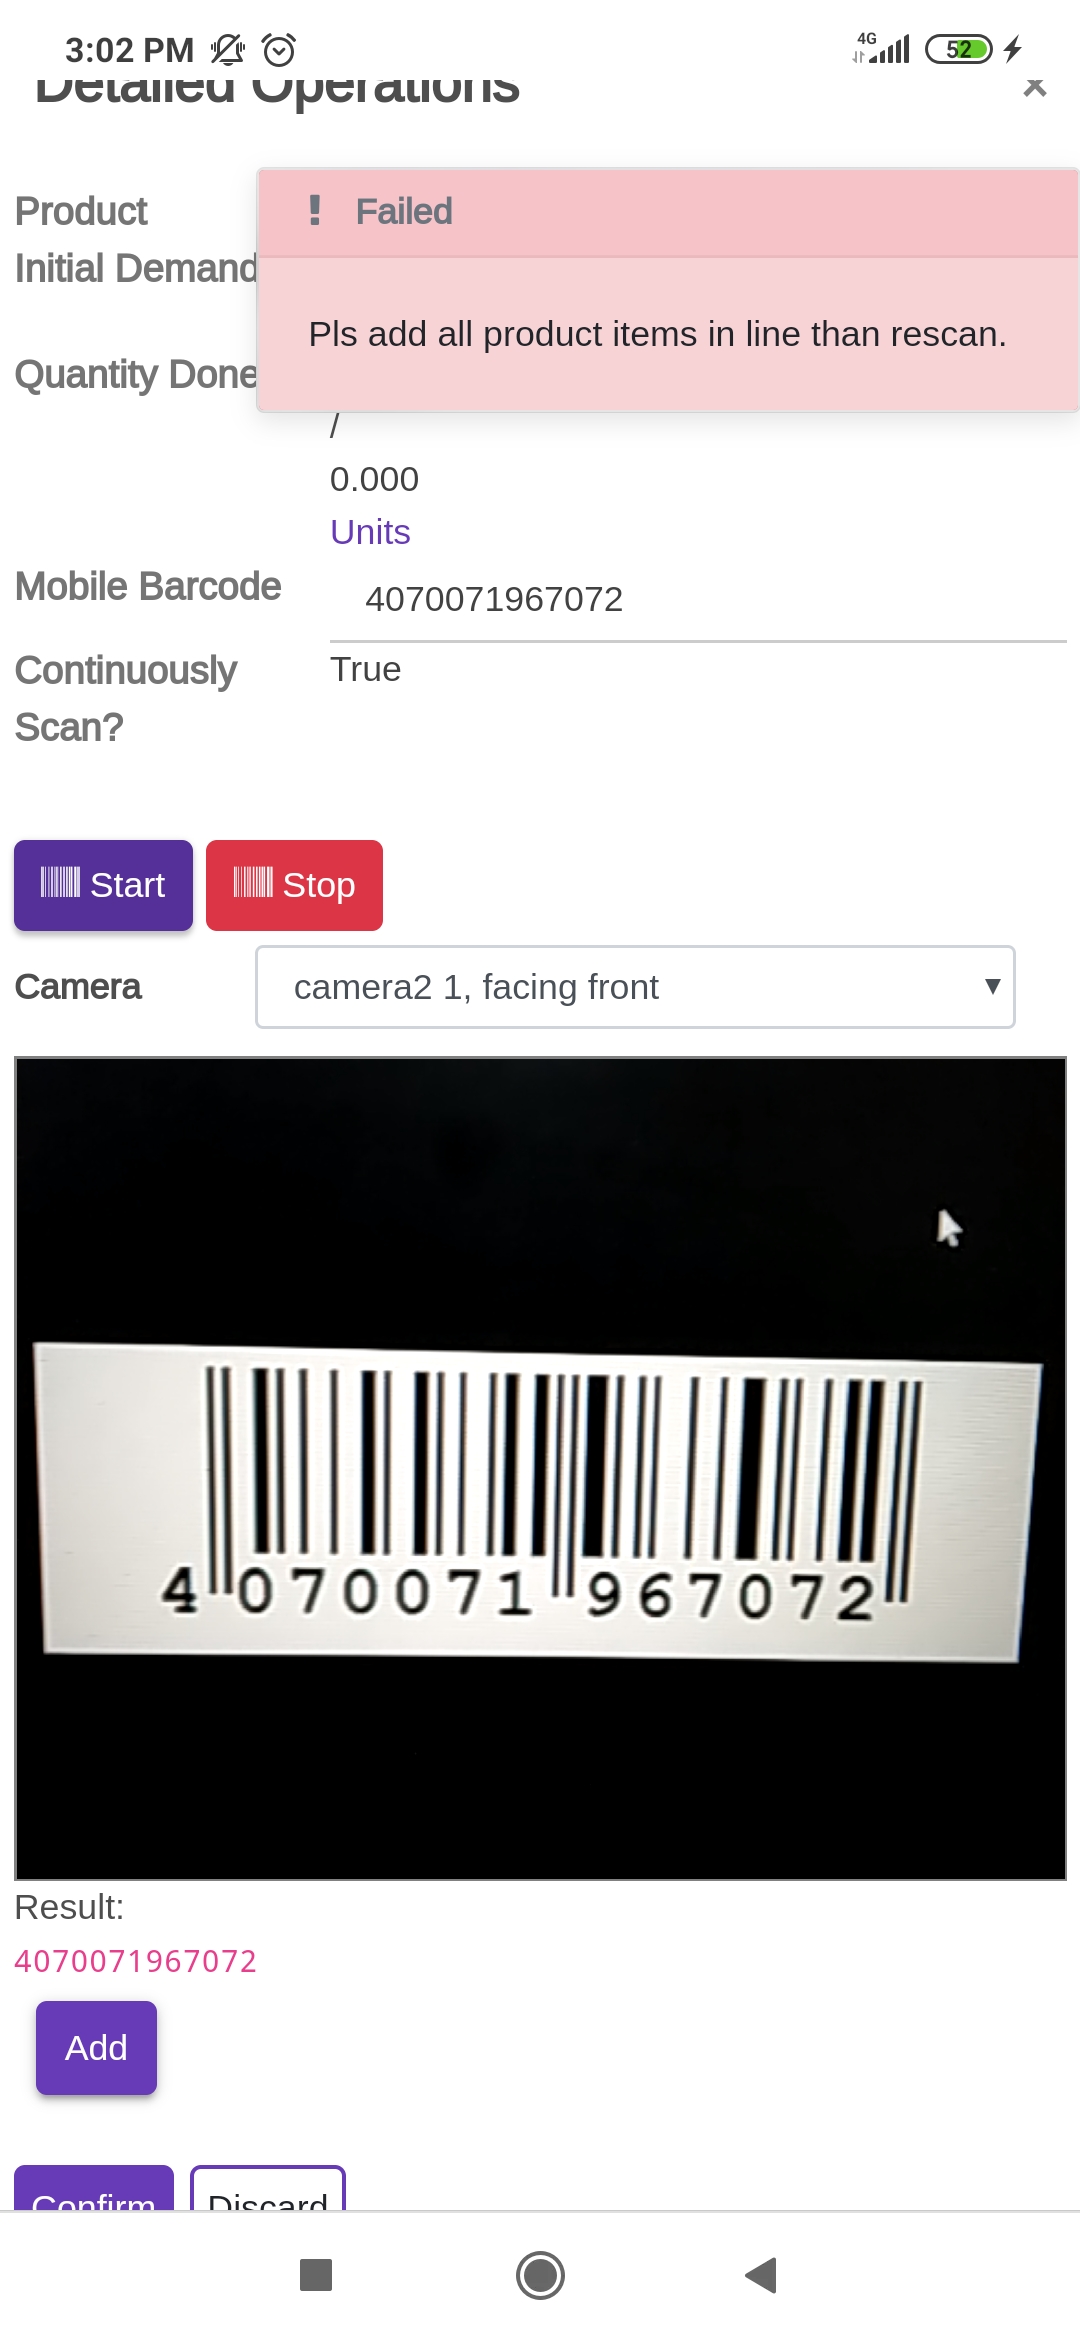 3:02 PM 4G 52
Detailed Operations ×
Product
! Failed
Initial Demand
Pls add all product items in line than rescan.
Quantity Done
/
0.000
Units
Mobile Barcode 4070071967072
Continuously Scan? True
Start Stop
Camera camera2 1, facing front
4 070071 967072
Result:
4070071967072
Add
Confirm Discard